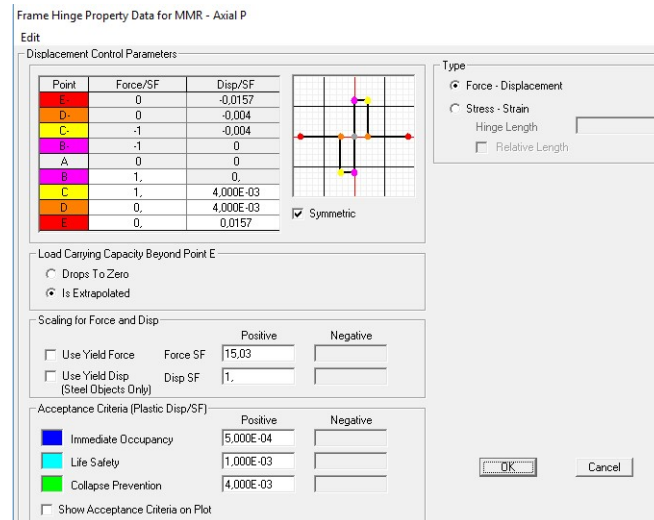 Frame Hinge Property Data for MMR - Axial P
Edit
Displacement Control Parameters
Point Force/SF Disp/SF
E- 0 -0,0157
D- 0 -0,004
C- -1 -0,004
B- -1 0
A 0 0
B 1, 0,
C 1, 4,000E-03
D 0, 4,000E-03
E 0, 0,0157
Symmetric
Type
Force - Displacement
Stress - Strain
Hinge Length
Relative Length
Load Carrying Capacity Beyond Point E
Drops To Zero
Is Extrapolated
Scaling for Force and Disp
Positive Negative
Use Yield Force Force SF 15,03
Use Yield Disp Disp SF 1,
(Steel Objects Only)
Acceptance Criteria (Plastic Disp/SF)
Positive Negative
Immediate Occupancy 5,000E-04
Life Safety 1,000E-03
Collapse Prevention 4,000E-03
Show Acceptance Criteria on Plot
OK Cancel